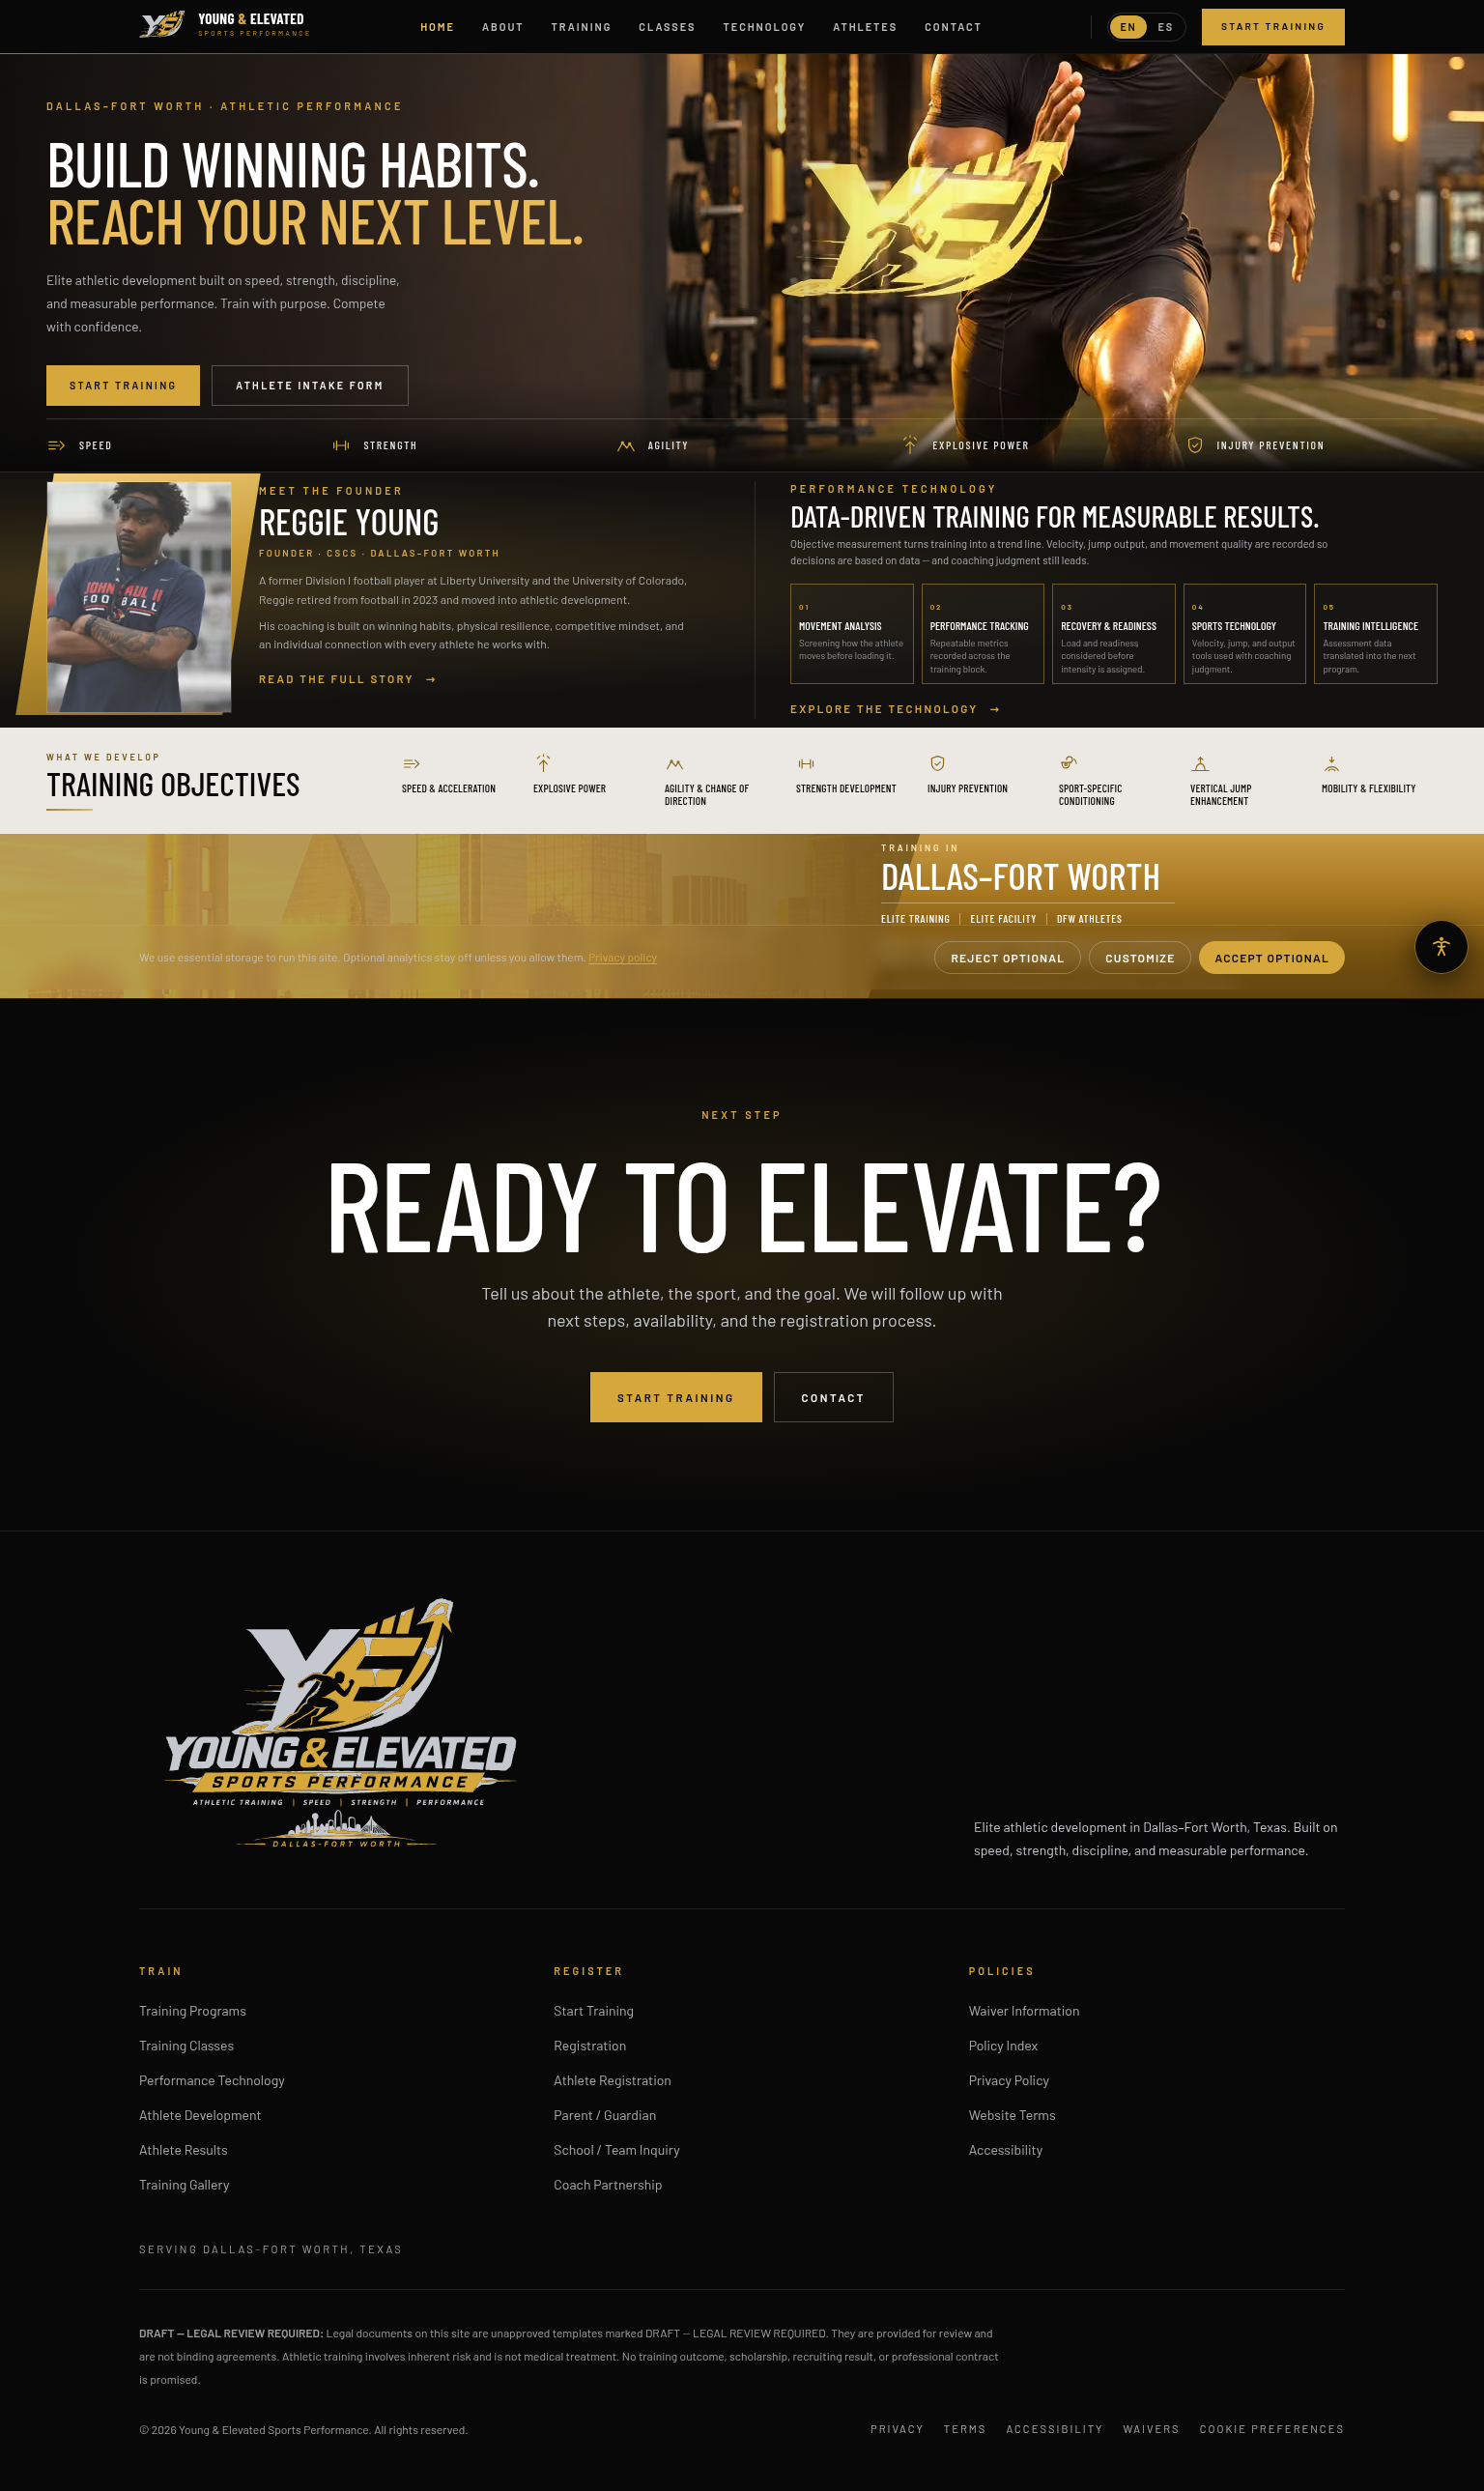 YOUNG & ELEVATED
SPORTS PERFORMANCE
HOME
ABOUT
TRAINING
CLASSES
TECHNOLOGY
ATHLETES
CONTACT
EN
ES
START TRAINING
DALLAS–FORT WORTH · ATHLETIC PERFORMANCE
BUILD WINNING HABITS.
REACH YOUR NEXT LEVEL.
Elite athletic development built on speed, strength, discipline,
and measurable performance. Train with purpose. Compete
with confidence.
START TRAINING
ATHLETE INTAKE FORM
YE
SPEED
STRENGTH
AGILITY
EXPLOSIVE POWER
INJURY PREVENTION
JOHN PAUL II
FOOTBALL
MEET THE FOUNDER
REGGIE YOUNG
FOUNDER · CSCS · DALLAS–FORT WORTH
A former Division I football player at Liberty University and the University of Colorado,
Reggie retired from football in 2023 and moved into athletic development.
His coaching is built on winning habits, physical resilience, competitive mindset, and
an individual connection with every athlete he works with.
READ THE FULL STORY →
PERFORMANCE TECHNOLOGY
DATA-DRIVEN TRAINING FOR MEASURABLE RESULTS.
Objective measurement turns training into a trend line. Velocity, jump output, and movement quality are recorded so
decisions are based on data — and coaching judgment still leads.
01
MOVEMENT ANALYSIS
Screening how the athlete
moves before loading it.
02
PERFORMANCE TRACKING
Repeatable metrics
recorded across the
training block.
03
RECOVERY & READINESS
Load and readiness
considered before
intensity is assigned.
04
SPORTS TECHNOLOGY
Velocity, jump, and output
tools used with coaching
judgment.
05
TRAINING INTELLIGENCE
Assessment data
translated into the next
program.
EXPLORE THE TECHNOLOGY →
WHAT WE DEVELOP
TRAINING OBJECTIVES
SPEED & ACCELERATION
EXPLOSIVE POWER
AGILITY & CHANGE OF
DIRECTION
STRENGTH DEVELOPMENT
INJURY PREVENTION
SPORT-SPECIFIC
CONDITIONING
VERTICAL JUMP
ENHANCEMENT
MOBILITY & FLEXIBILITY
TRAINING IN
DALLAS–FORT WORTH
ELITE TRAINING
ELITE FACILITY
DFW ATHLETES
We use essential storage to run this site. Optional analytics stay off unless you allow them. Privacy policy
REJECT OPTIONAL
CUSTOMIZE
ACCEPT OPTIONAL
NEXT STEP
READY TO ELEVATE?
Tell us about the athlete, the sport, and the goal. We will follow up with
next steps, availability, and the registration process.
START TRAINING
CONTACT
YE
YOUNG & ELEVATED
SPORTS PERFORMANCE
ATHLETIC TRAINING | SPEED | STRENGTH | PERFORMANCE
DALLAS-FORT WORTH
Elite athletic development in Dallas–Fort Worth, Texas. Built on
speed, strength, discipline, and measurable performance.
TRAIN
Training Programs
Training Classes
Performance Technology
Athlete Development
Athlete Results
Training Gallery
REGISTER
Start Training
Registration
Athlete Registration
Parent / Guardian
School / Team Inquiry
Coach Partnership
POLICIES
Waiver Information
Policy Index
Privacy Policy
Website Terms
Accessibility
SERVING DALLAS–FORT WORTH, TEXAS
DRAFT — LEGAL REVIEW REQUIRED: Legal documents on this site are unapproved templates marked DRAFT — LEGAL REVIEW REQUIRED. They are provided for review and
are not binding agreements. Athletic training involves inherent risk and is not medical treatment. No training outcome, scholarship, recruiting result, or professional contract
is promised.
© 2026 Young & Elevated Sports Performance. All rights reserved.
PRIVACY
TERMS
ACCESSIBILITY
WAIVERS
COOKIE PREFERENCES